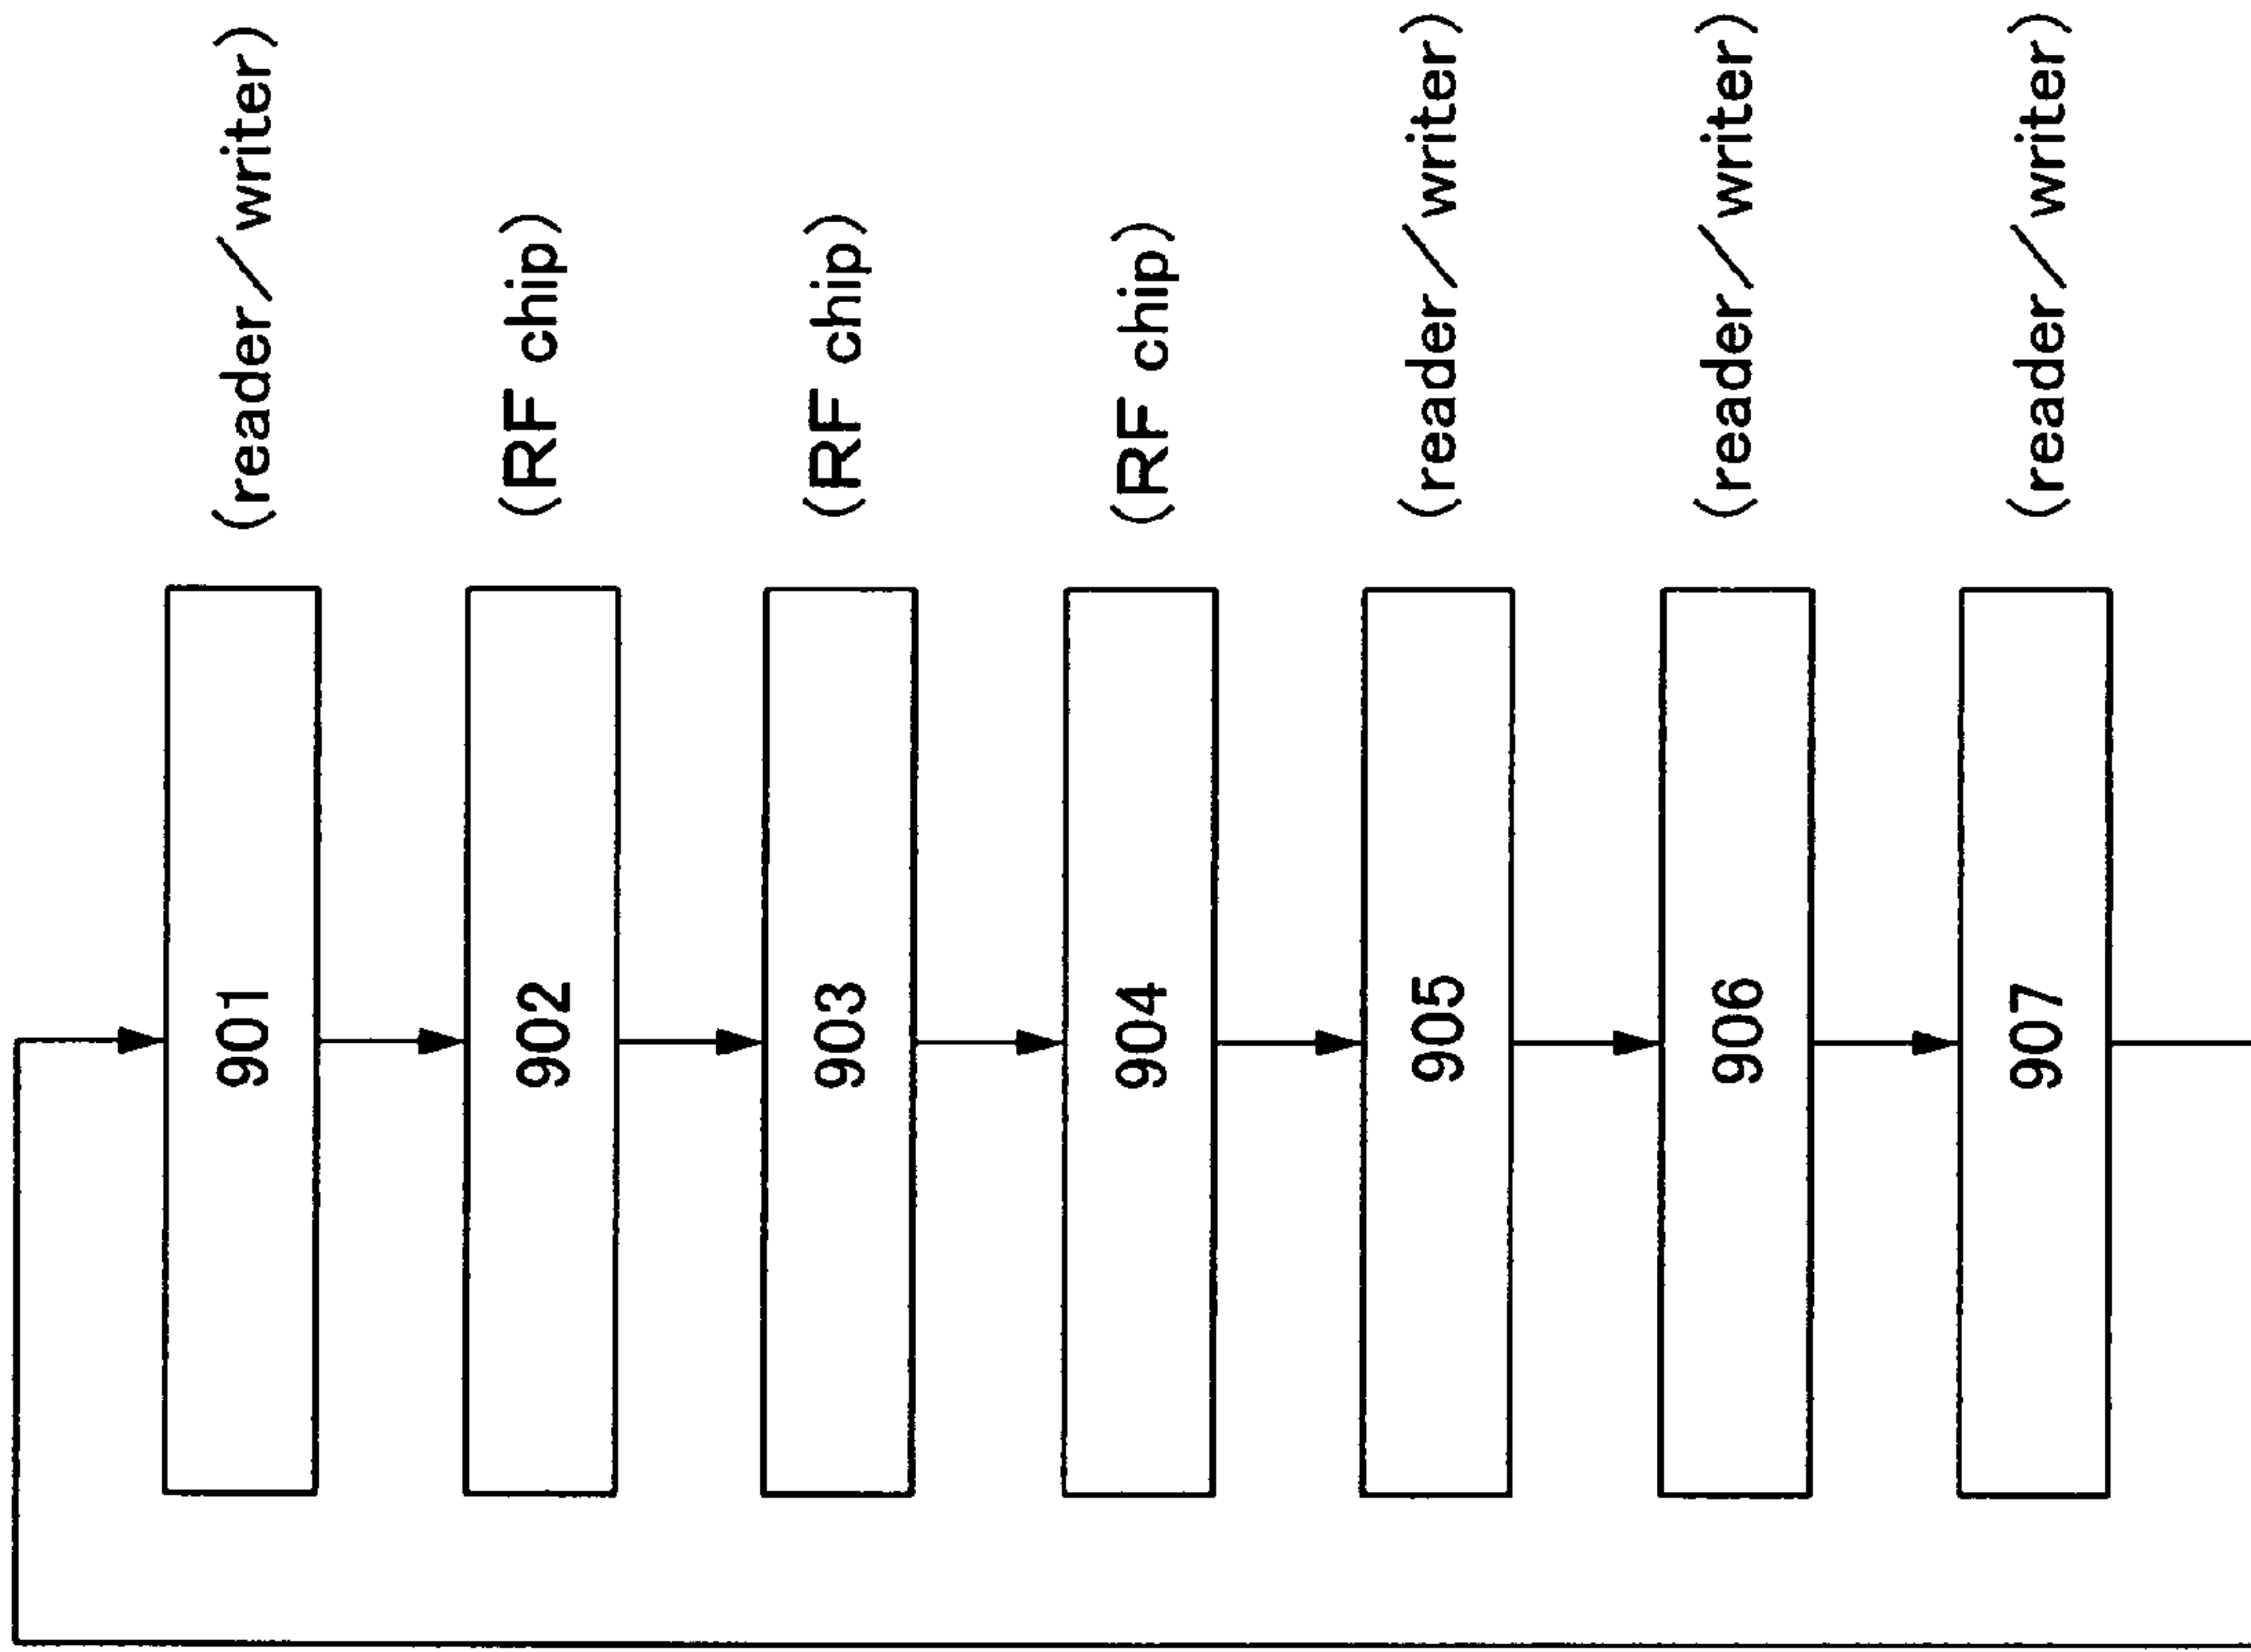 901 (reader/writer)
902 (RF chip)
903 (RF chip)
904 (RF chip)
905 (reader/writer)
906 (reader/writer)
907 (reader/writer)